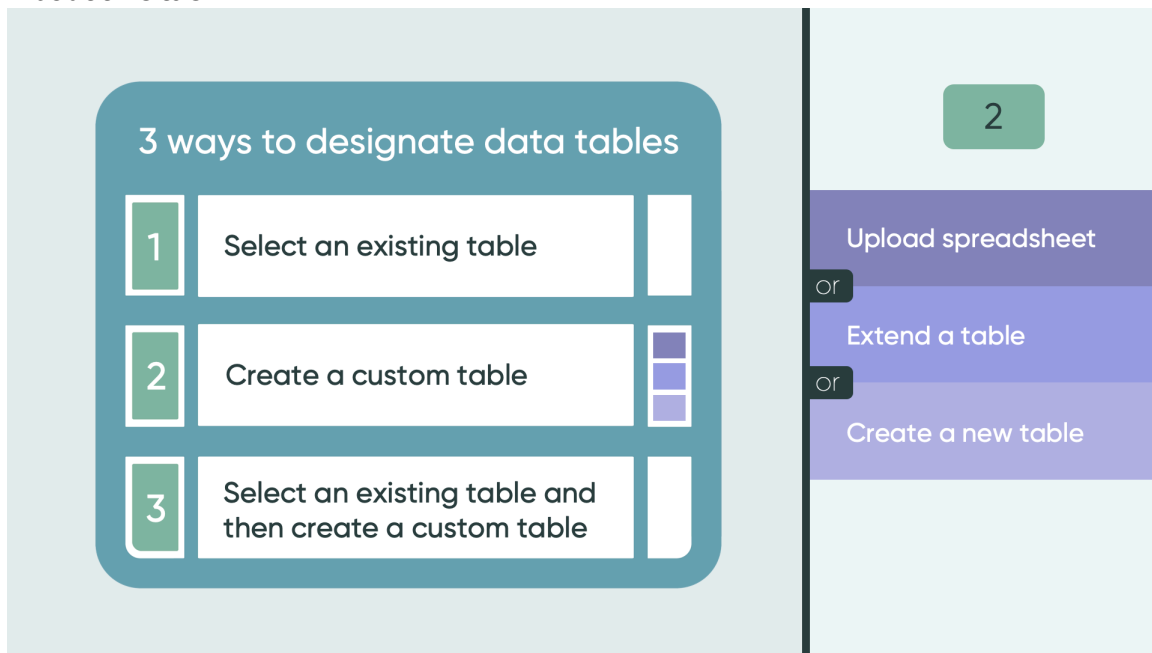 3 ways to designate data tables
1
Select an existing table
2
Create a custom table
3
Select an existing table and
then create a custom table
2
Upload spreadsheet
or
Extend a table
or
Create a new table